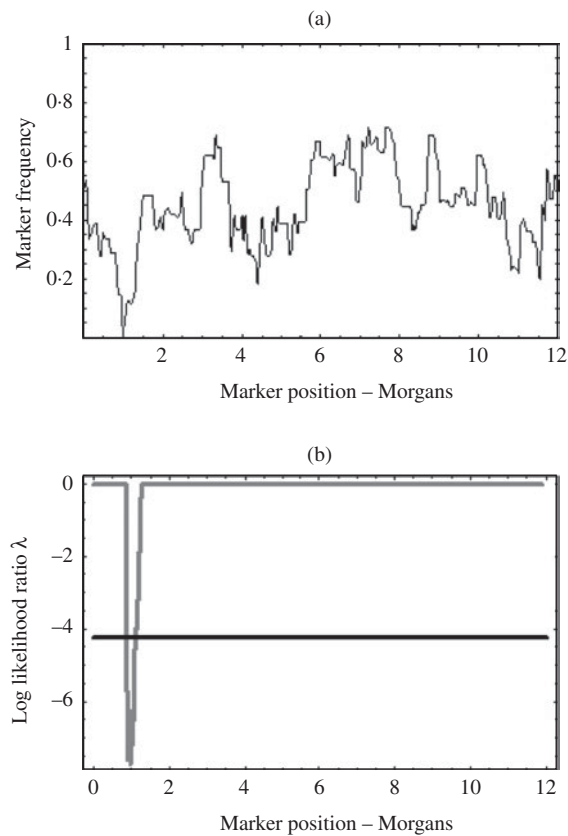 (a)
1
0·8
0·6
0·4
0·2
Marker frequency
2 4 6 8 10 12
Marker position – Morgans
(b)
0
–2
–4
–6
Log likelihood ratio λ
0 2 4 6 8 10 12
Marker position – Morgans